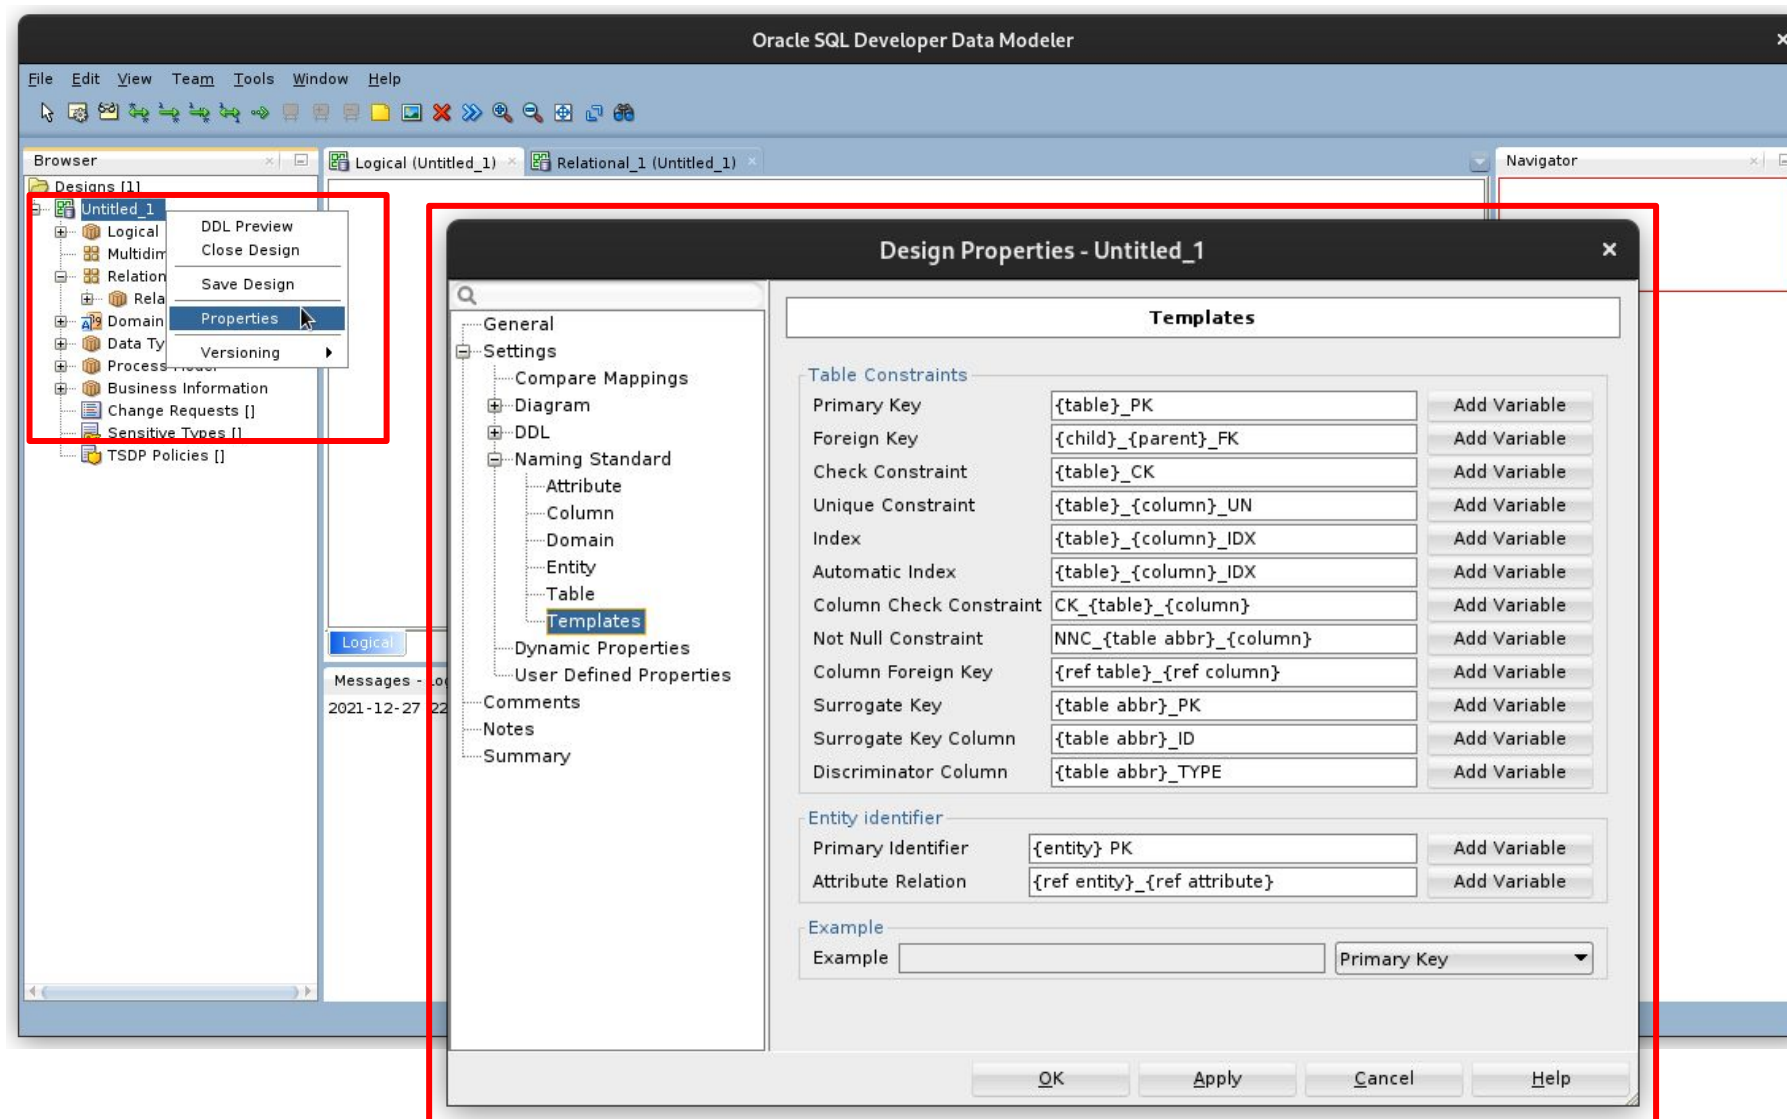 Oracle SQL Developer Data Modeler
File Edit View Team Tools Window Help
Browser
Designs [1]
Untitled_1
Logical
Multidim
Relation
Rela
Domain
Data Ty
Process
Business Information
Change Requests []
Sensitive Types []
TSDP Policies []
DDL Preview
Close Design
Save Design
Properties
Versioning
Logical (Untitled_1)
Relational_1 (Untitled_1)
Navigator
Logical
Messages - Log
2021-12-27 22
Design Properties - Untitled_1
General
Settings
Compare Mappings
Diagram
DDL
Naming Standard
Attribute
Column
Domain
Entity
Table
Templates
Dynamic Properties
User Defined Properties
Comments
Notes
Summary
Templates
Table Constraints
Primary Key {table}_PK Add Variable
Foreign Key {child}_{parent}_FK Add Variable
Check Constraint {table}_CK Add Variable
Unique Constraint {table}_{column}_UN Add Variable
Index {table}_{column}_IDX Add Variable
Automatic Index {table}_{column}_IDX Add Variable
Column Check Constraint CK_{table}_{column} Add Variable
Not Null Constraint NNC_{table abbr}_{column} Add Variable
Column Foreign Key {ref table}_{ref column} Add Variable
Surrogate Key {table abbr}_PK Add Variable
Surrogate Key Column {table abbr}_ID Add Variable
Discriminator Column {table abbr}_TYPE Add Variable
Entity identifier
Primary Identifier {entity} PK Add Variable
Attribute Relation {ref entity}_{ref attribute} Add Variable
Example
Example Primary Key
OK Apply Cancel Help